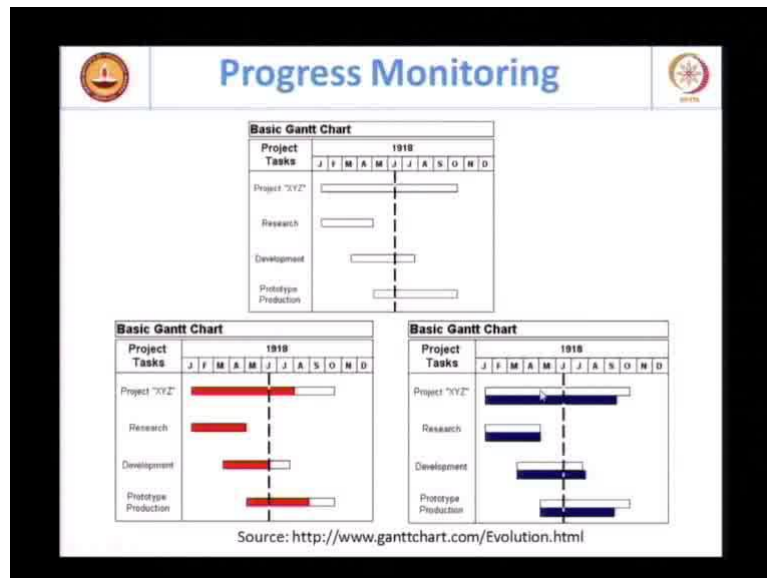 Progress Monitoring
Basic Gantt Chart
Project Tasks
1918
J F M A M J J A S O N D
Project "XYZ"
Research
Development
Prototype
Production
Basic Gantt Chart
Project
Tasks
1918
J F M A M J J A S O N D
Project "XYZ"
Research
Development
Prototype
Production
Basic Gantt Chart
Project
Tasks
1918
J F M A M J J A S O N D
Project "XYZ"
Research
Development
Prototype
Production
Source: http://www.ganttchart.com/Evolution.html